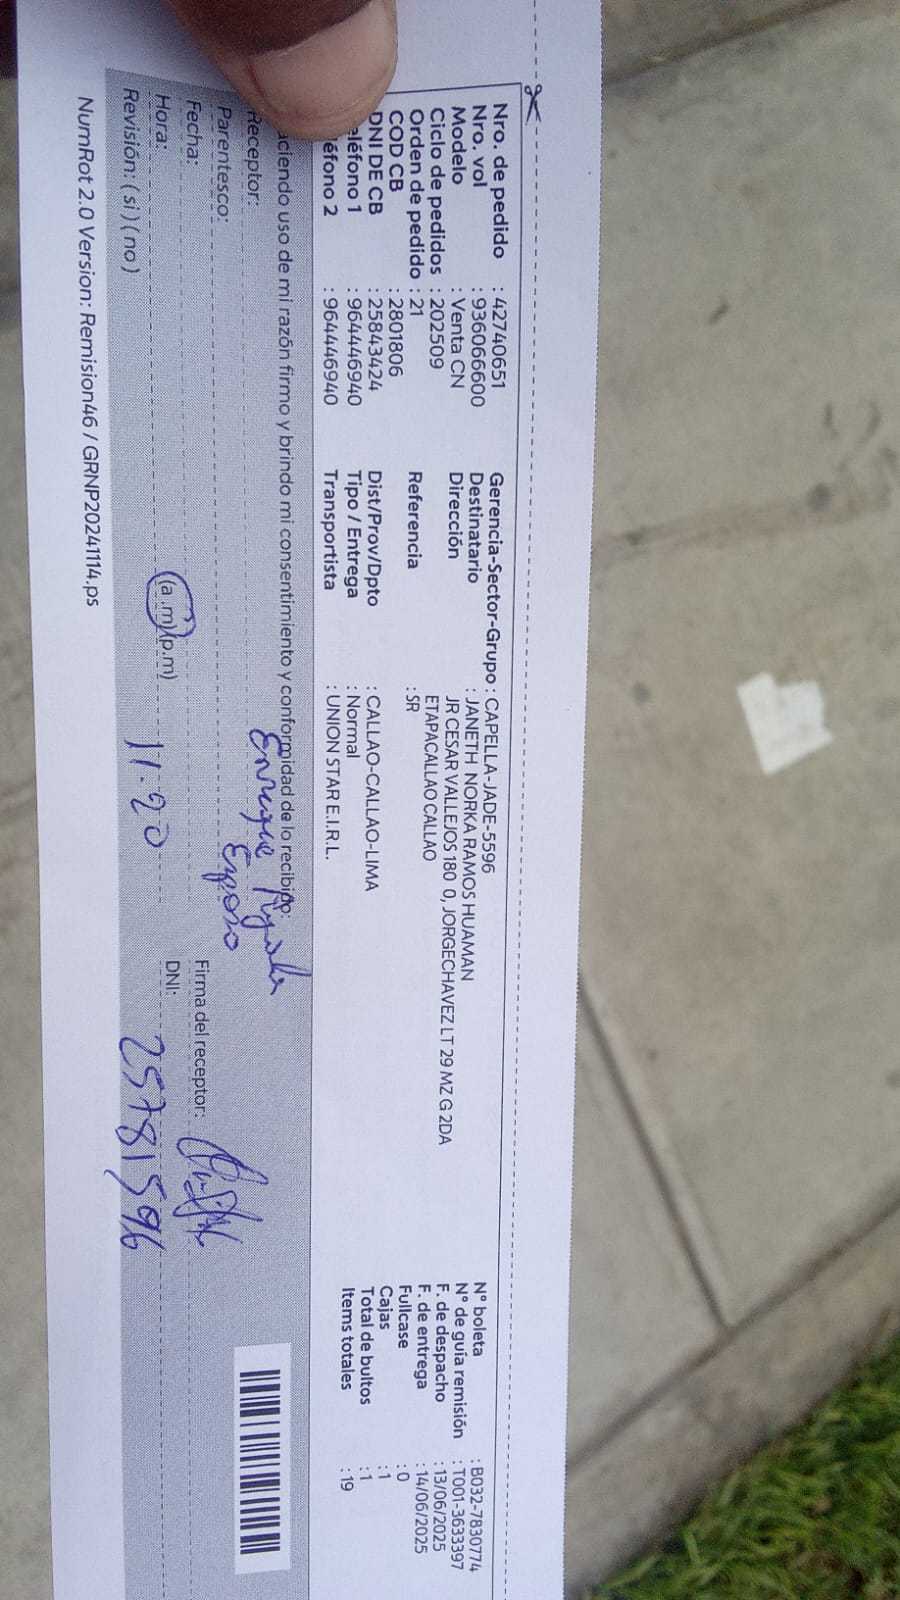 Nro. de pedido : 42740651
Nro. vol : 936066600
Modelo : Venta CN
Ciclo de pedidos : 202509
Orden de pedido : 21
COD CB : 2801806
DNI DE CB : 25843424
eléfono 1 : 964446940
léfono 2 : 964446940
Gerencia-Sector-Grupo : CAPELLA-JADE-5596
Destinatario : JANETH NORKA RAMOS HUAMAN
Dirección JR CESAR VALLEJOS 180 0, JORGECHAVEZ LT 29 MZ G 2DA
ETAPACALLAO CALLAO
Referencia : SR
Dist/Prov/Dpto : CALLAO-CALLAO-LIMA
Tipo / Entrega : Normal
Transportista : UNION STAR E.I.R.L.
N° boleta : B032-7830774
N° de guía remisión : T001-3633397
F. de despacho : 13/06/2025
F. de entrega : 14/06/2025
Fullcase : 0
Cajas : 1
Total de bultos : 1
Items totales : 19
aciendo uso de mi razón firmo y brindo mi consentimiento y conformidad de lo recibido:
Receptor: Enrique
Parentesco: Esposo
Fecha:
Firma del receptor:
Hora: (a.m)(p.m) 11.20
DNI: 25781596
Revisión: (si) (no)
NumRot 2.0 Version: Remision46 / GRNP20241114.ps